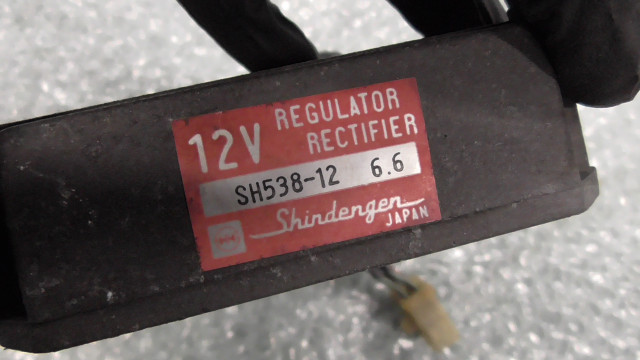 12V REGULATOR
RECTIFIER
SH538-12 6.6
Shindengen
JAPAN